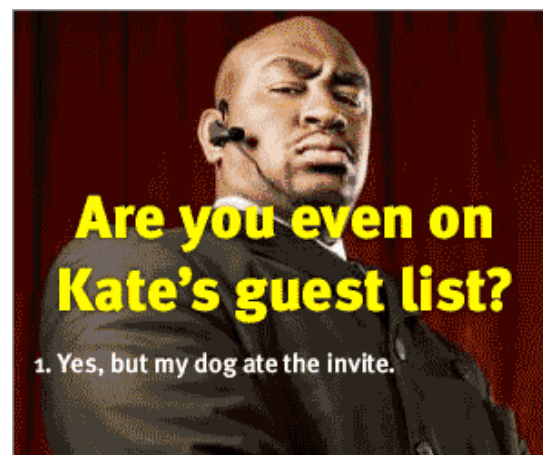 Are you even on
Kate’s guest list?
1. Yes, but my dog ate the invite.